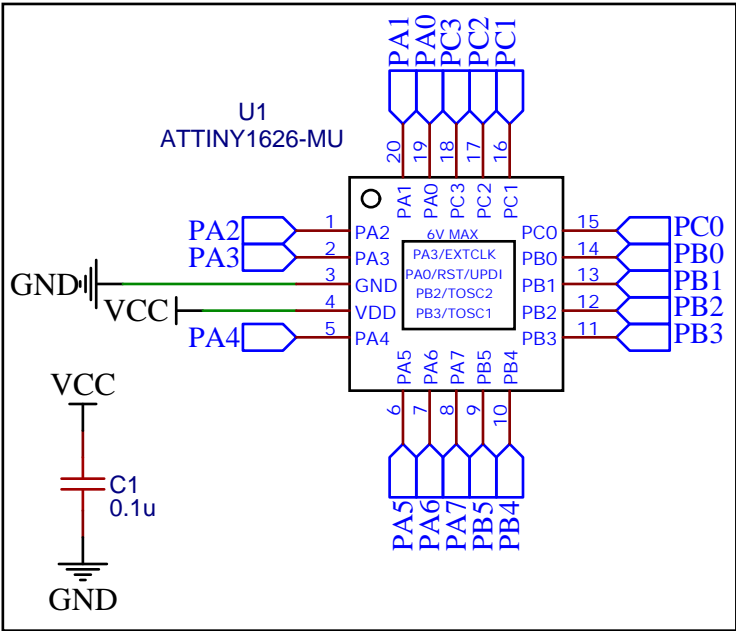 PA1
PA0
PC3
PC2
PC1
U1
ATTINY1626-MU
20
19
18
17
16
PA1
PA0
PC3
PC2
PC1
PA2 1 PA2
PA3 2 PA3
GND 3 GND
VCC 4 VDD
PA4 5 PA4
6V MAX
PA3/EXTCLK
PA0/RST/UPDI
PB2/TOSC2
PB3/TOSC1
PC0 15 PC0
PB0 14 PB0
PB1 13 PB1
PB2 12 PB2
PB3 11 PB3
PA5
PA6
PA7
PB5
PB4
6
7
8
9
10
PA5
PA6
PA7
PB5
PB4
VCC
C1
0.1u
GND